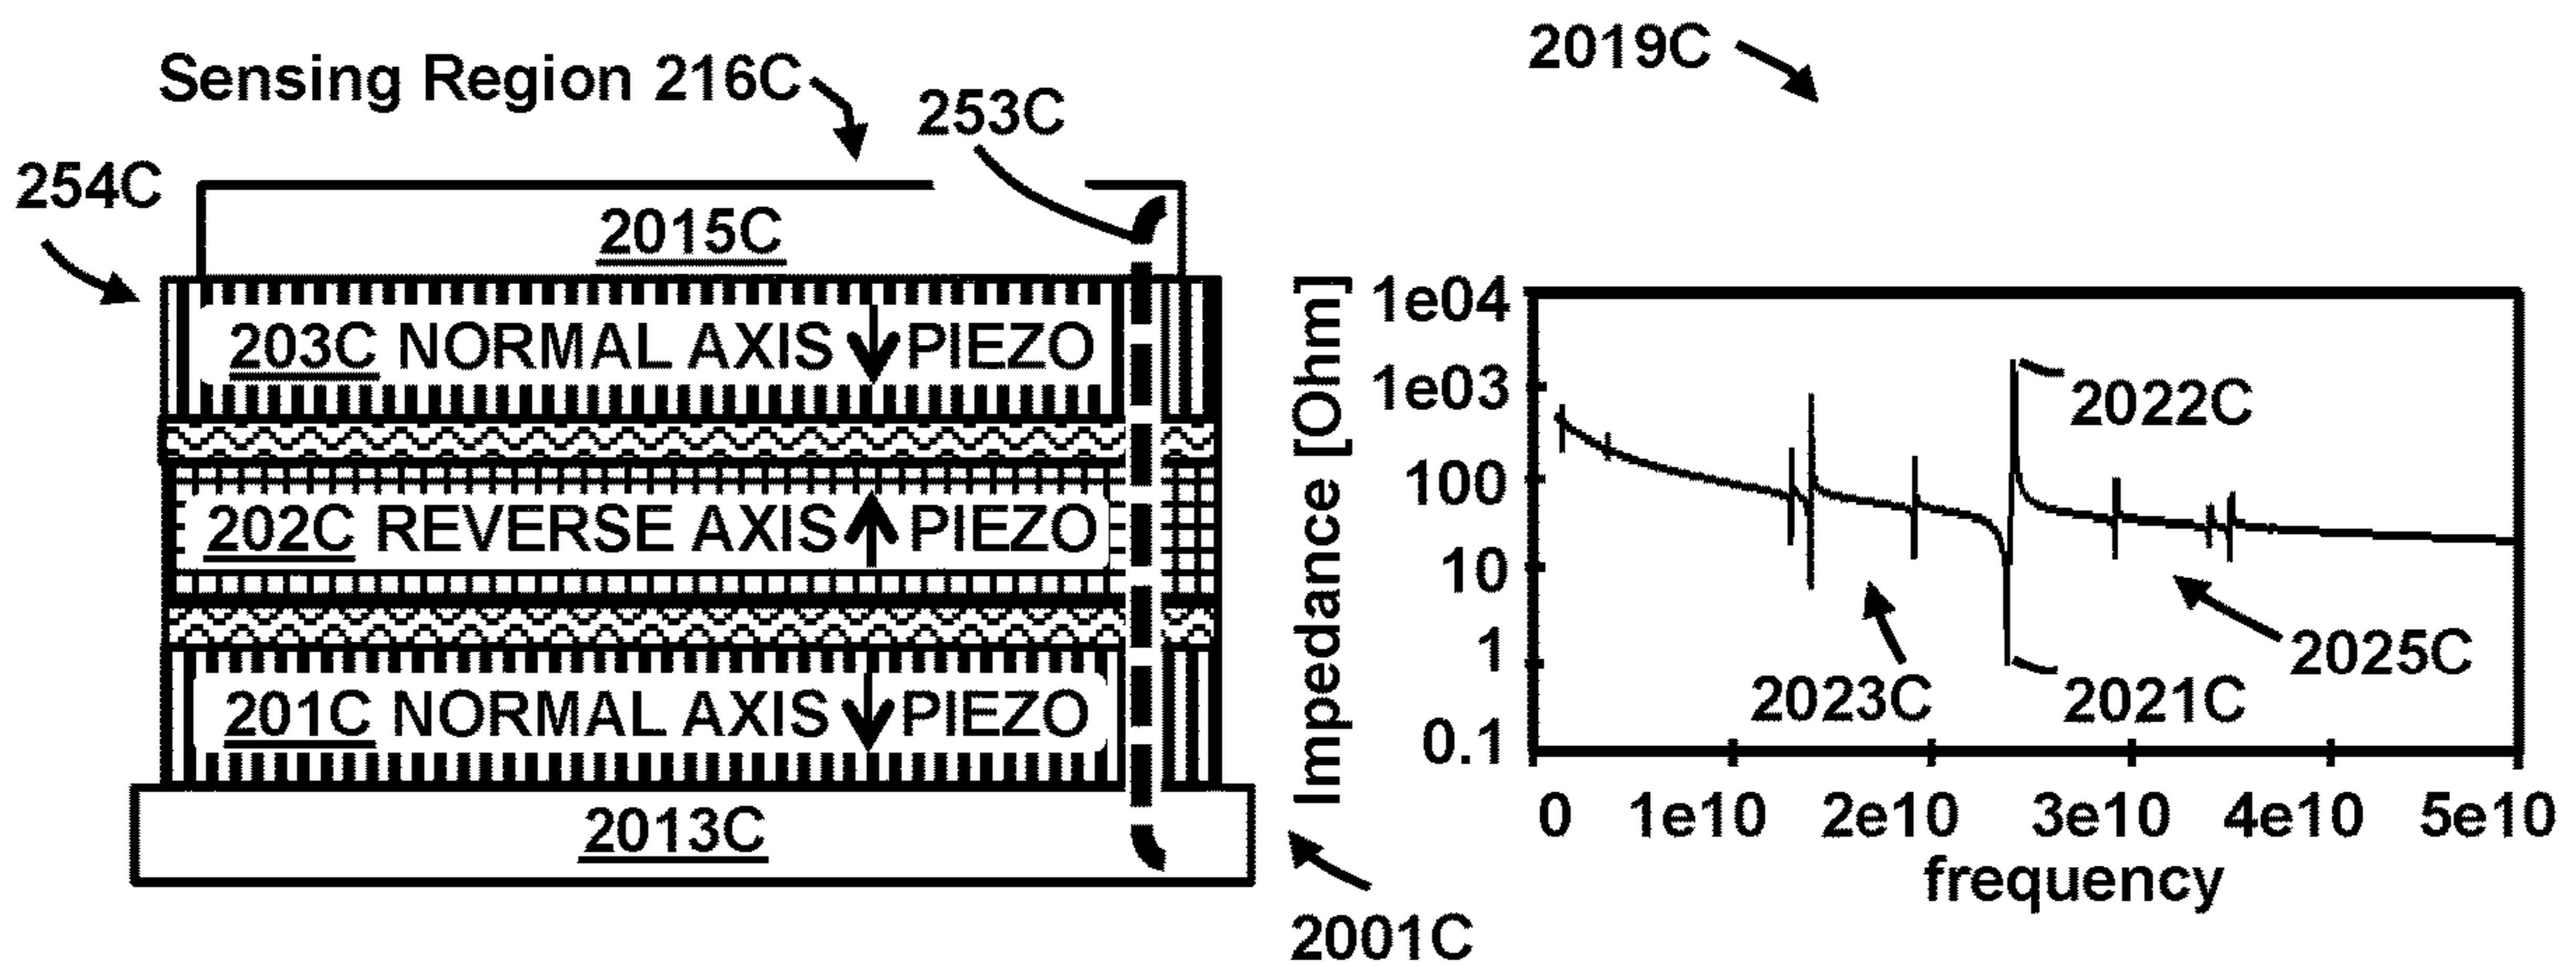 Sensing Region 216C
253C
254C
2015C
203C NORMAL AXIS ↓ PIEZO
202C REVERSE AXIS ↑ PIEZO
201C NORMAL AXIS ↓ PIEZO
2013C
2001C
2019C
Impedance [Ohm]
1e04
1e03
100
10
1
0.1
2022C
2023C
2021C
2025C
0 1e10 2e10 3e10 4e10 5e10
frequency